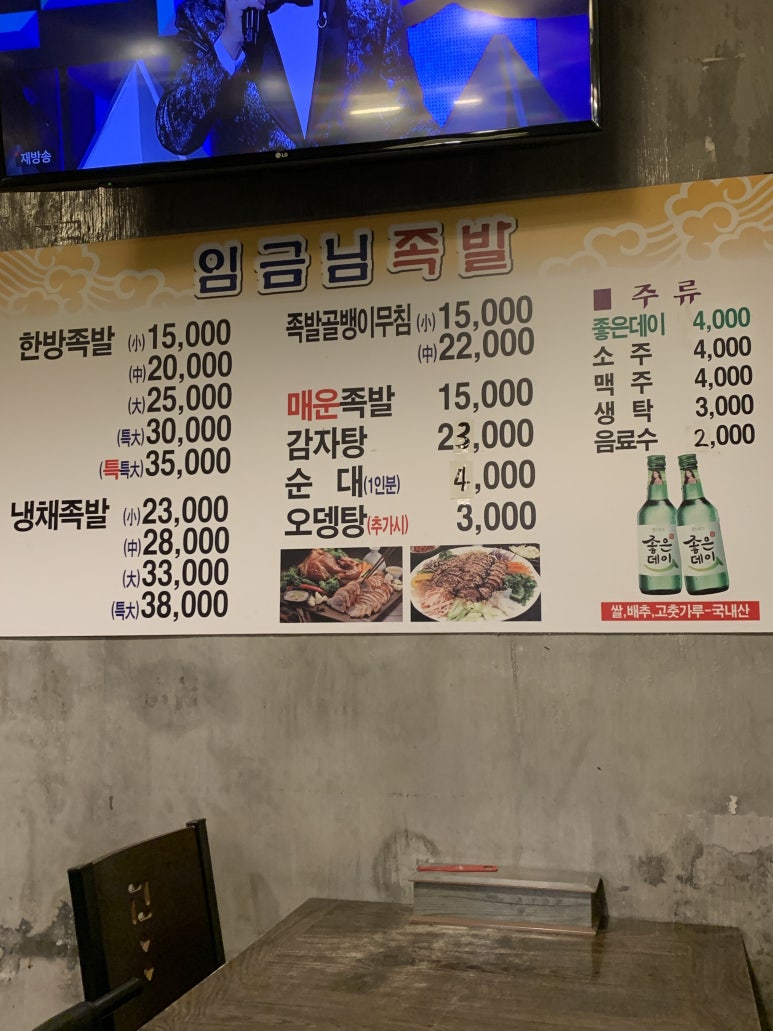 재방송
LG
임금님족발
한방족발 (小) 15,000
(中) 20,000
(大) 25,000
(특大) 30,000
(특특大) 35,000
냉채족발 (小) 23,000
(中) 28,000
(大) 33,000
(특大) 38,000
족발골뱅이무침 (小) 15,000
(中) 22,000
매운족발 15,000
감자탕 23,000
순 대(1인분) 4,000
오뎅탕(추가시) 3,000
■ 주 류
좋은데이 4,000
소 주 4,000
맥 주 4,000
생 탁 3,000
음료수 2,000
좋은데이
좋은데이
쌀,배추,고춧가루-국내산